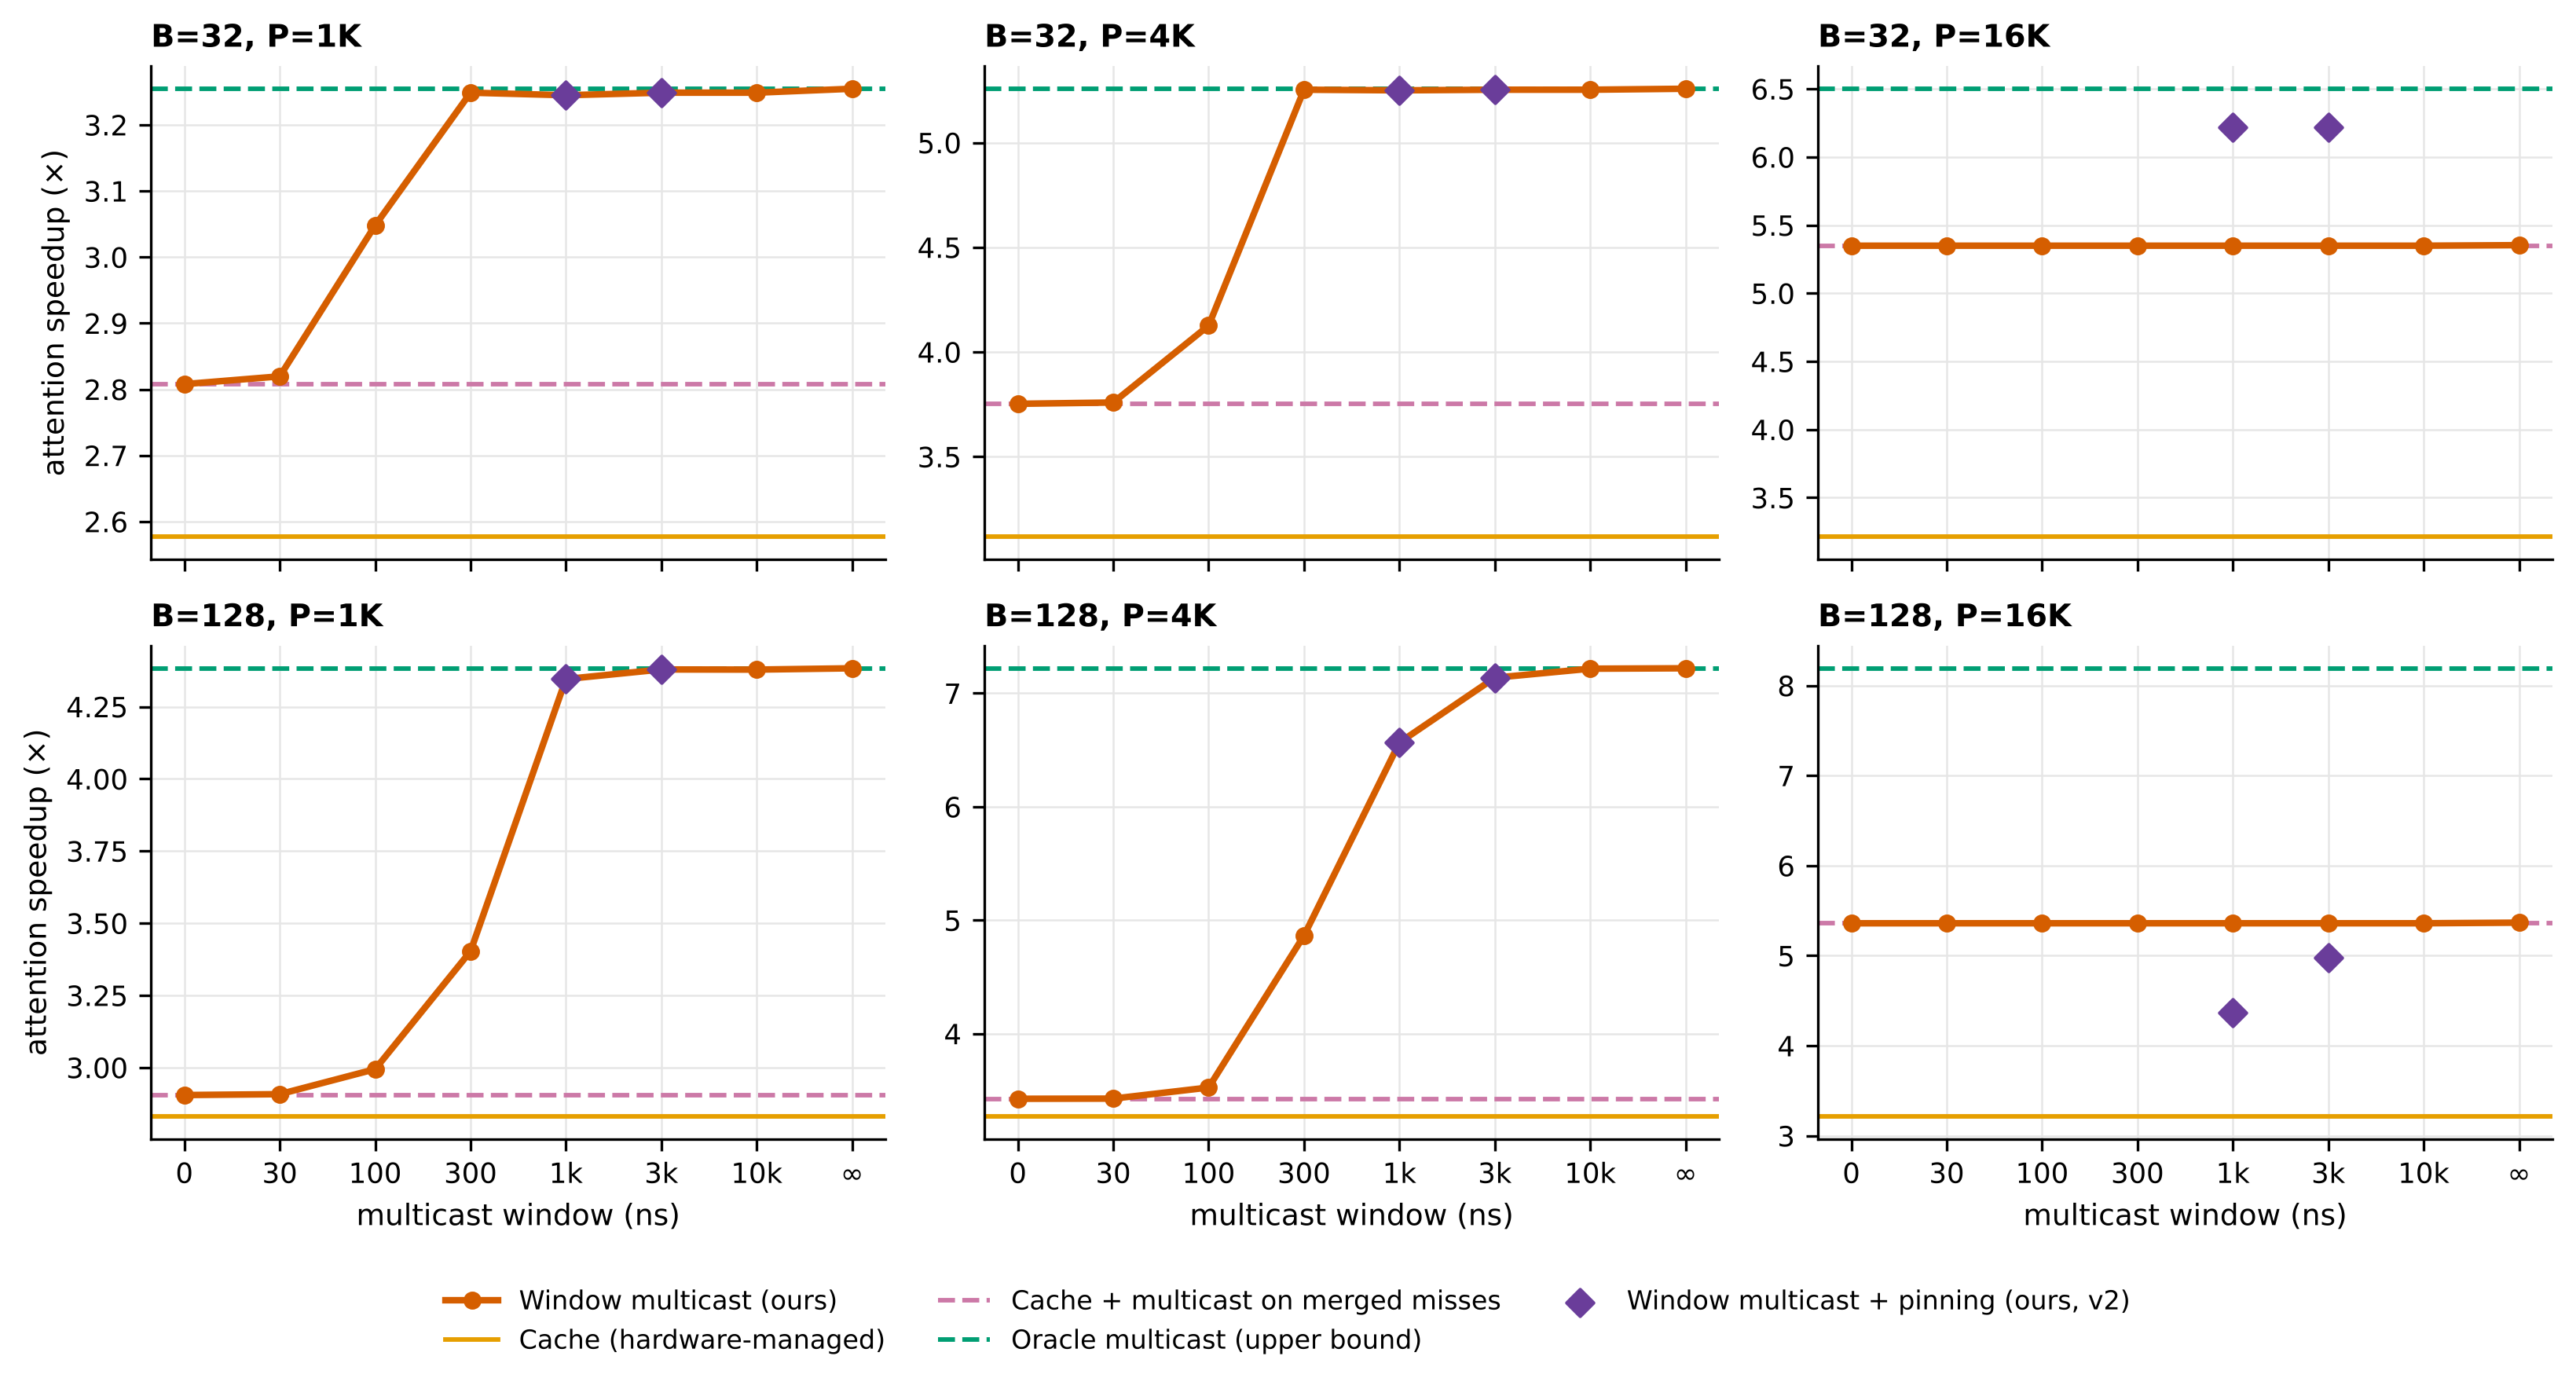 B=32, P=1K
B=32, P=4K
B=32, P=16K
attention speedup (×)
3.2
3.1
3.0
2.9
2.8
2.7
2.6
5.0
4.5
4.0
3.5
6.5
6.0
5.5
5.0
4.5
4.0
3.5
B=128, P=1K
B=128, P=4K
B=128, P=16K
attention speedup (×)
4.25
4.00
3.75
3.50
3.25
3.00
7
6
5
4
8
7
6
5
4
3
0 30 100 300 1k 3k 10k ∞
0 30 100 300 1k 3k 10k ∞
0 30 100 300 1k 3k 10k ∞
multicast window (ns)
multicast window (ns)
multicast window (ns)
Window multicast (ours)
Cache (hardware-managed)
Cache + multicast on merged misses
Oracle multicast (upper bound)
Window multicast + pinning (ours, v2)